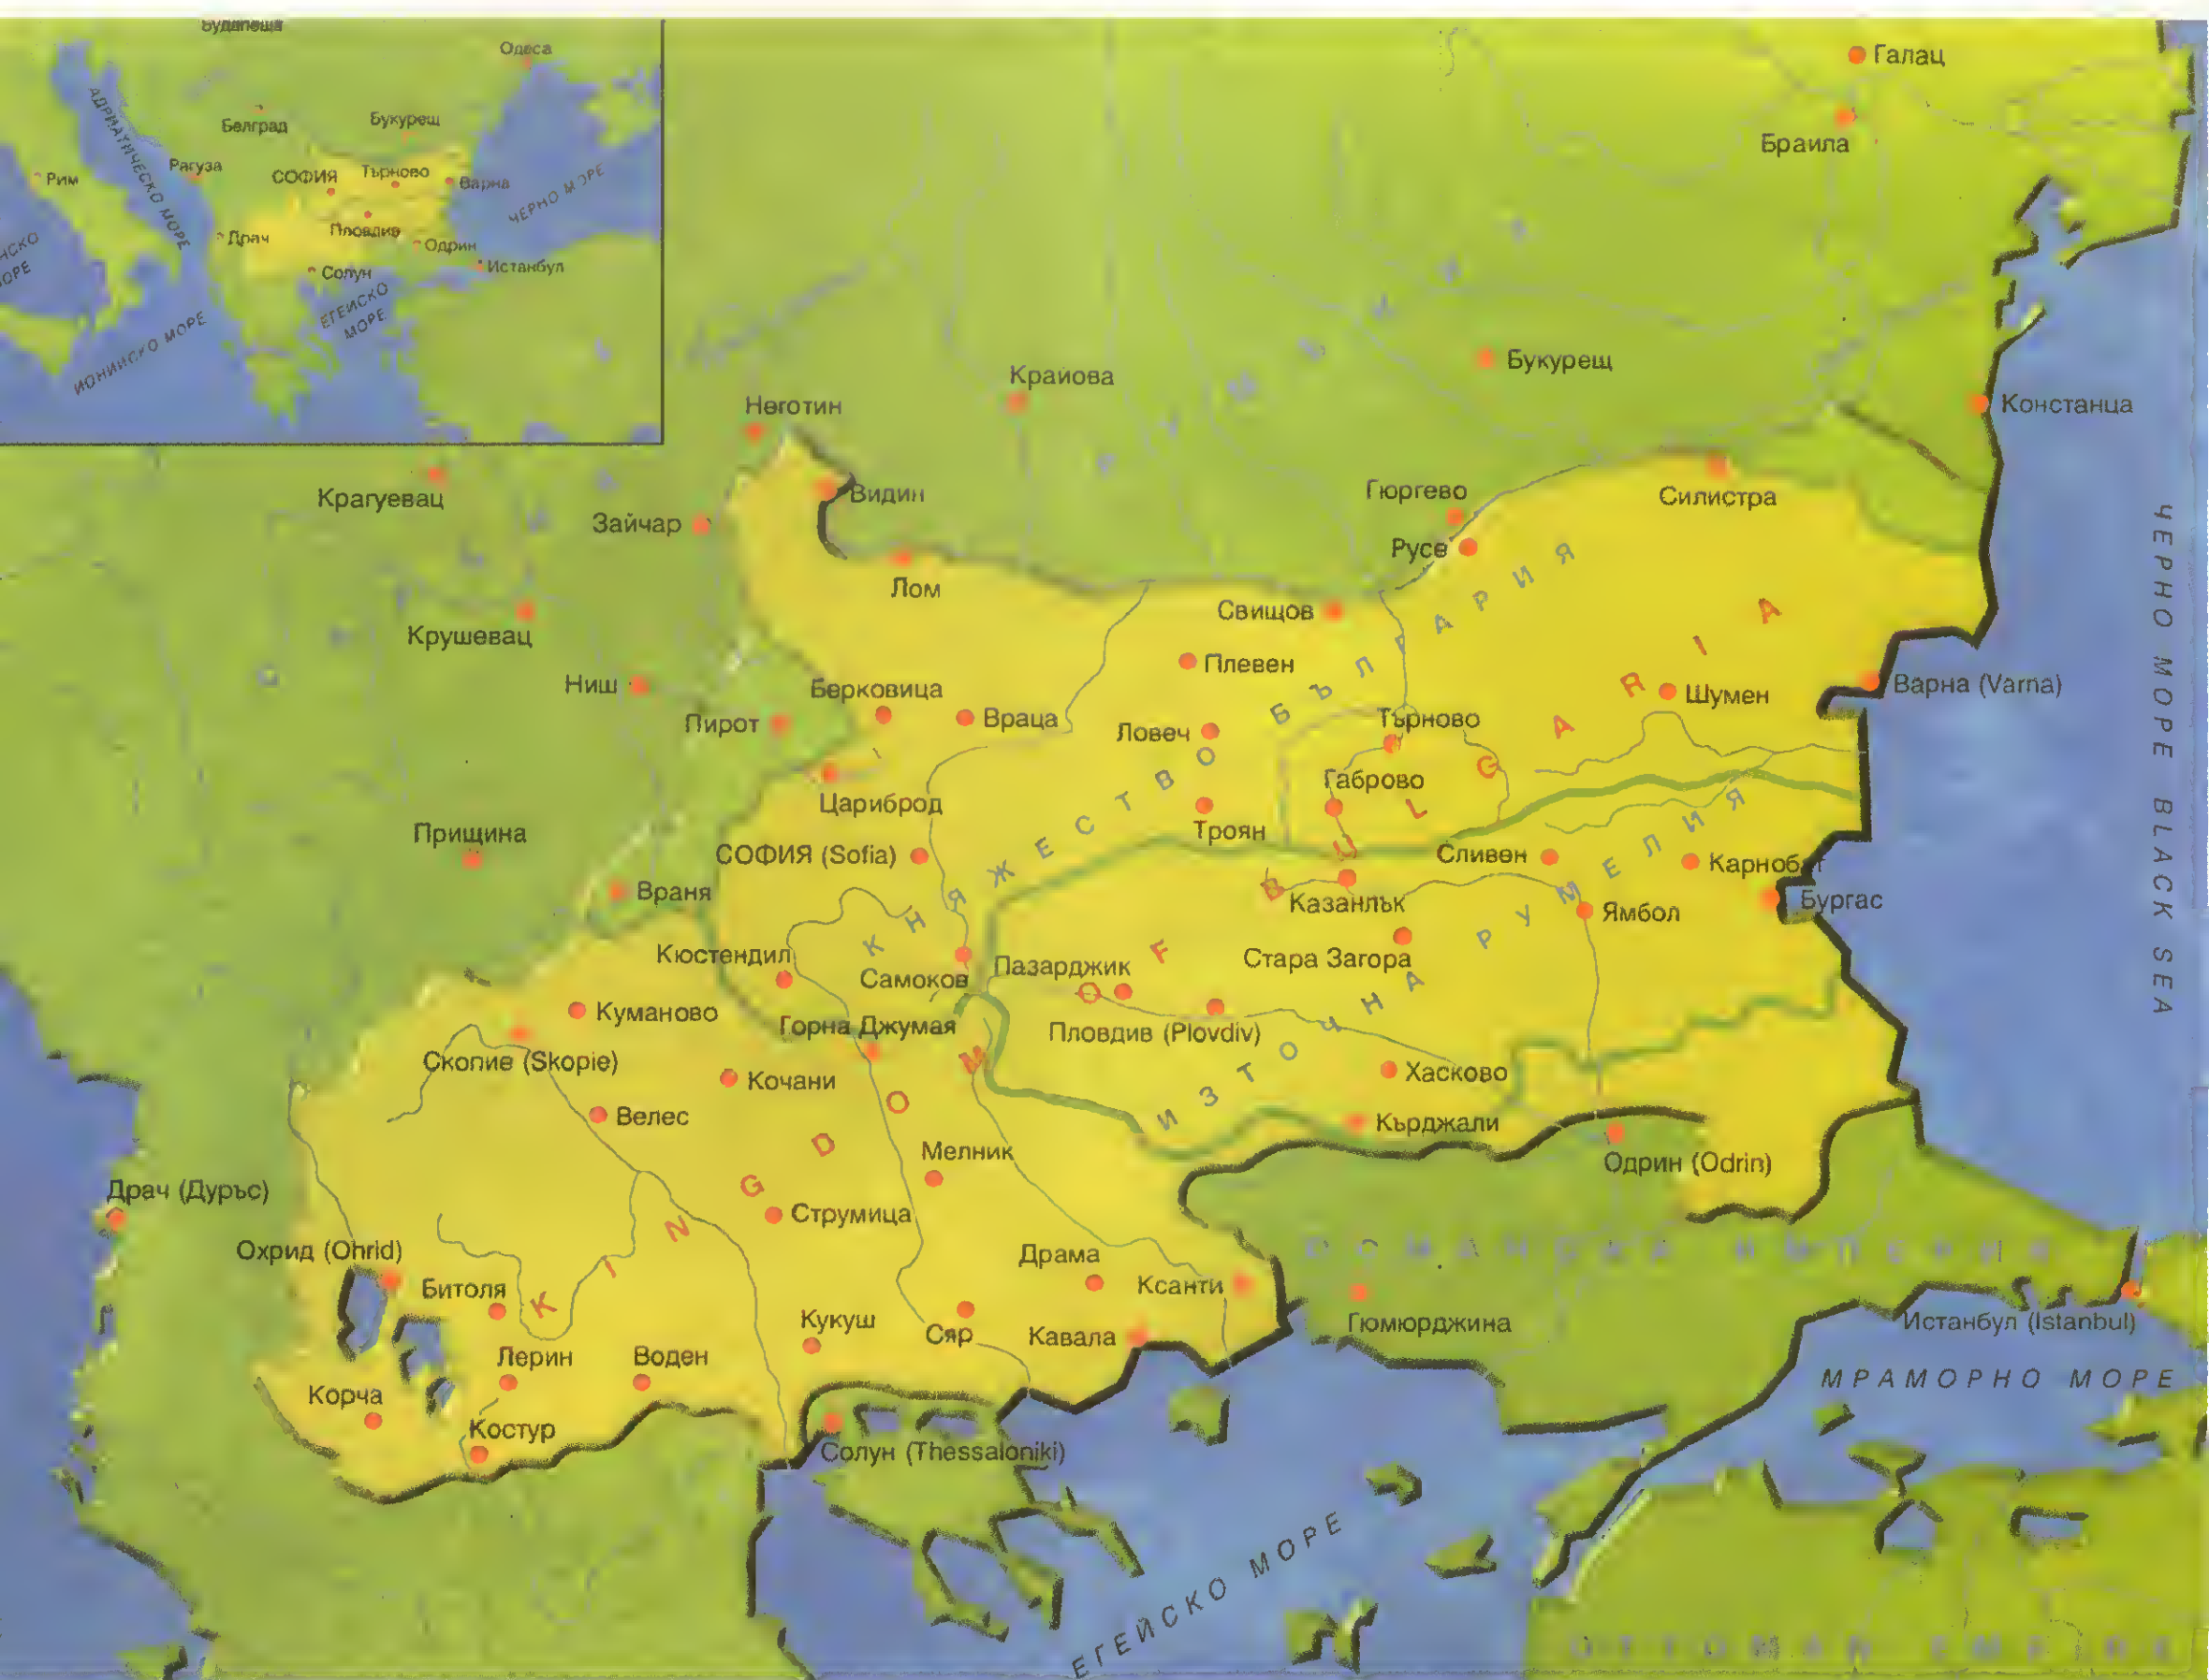 Будапеща
Одеса
АДРИАТИЧЕСКО МОРЕ
Белград
Букурещ
Рагуза
Рим
СОФИЯ
Търново
Варна
ЧЕРНО МОРЕ
Драч
Пловдив
Одрин
Солун
Истанбул
ЕГЕЙСКО
МОРЕ
ИОНИЙСКО МОРЕ
Галац
Браила
Букурещ
Констанца
Крайова
Неготин
Крагуевац
Видин
Зайчар
Гюргево
Силистра
Русе
Лом
Свищов
Крушевац
Плевен
Ниш
Берковица
Враца
Шумен
Варна (Varna)
Пирот
Ловеч
Търново
Цариброд
Габрово
Троян
Прищина
СОФИЯ (Sofia)
Сливен
Карнобат
Враня
Казанлък
Ямбол
Бургас
Кюстендил
Самоков
Пазарджик
Стара Загора
Куманово
Горна Джумая
Пловдив (Plovdiv)
Скопие (Skopie)
Кочани
Хасково
Велес
Кърджали
Мелник
Одрин (Odrin)
Драч (Дуръс)
Струмица
Охрид (Ohrid)
Битоля
Драма
Ксанти
Гюмюрджина
Истанбул (Istanbul)
Кукуш
Сяр
Кавала
Лерин
Воден
Корча
Костур
Солун (Thessaloniki)
КНЯЖЕСТВО БЪЛГАРИЯ
ИЗТОЧНА РУМЕЛИЯ
KINGDOM OF BULGARIA
ОСМАНСКА ИМПЕРИЯ
OTTOMAN EMPIRE
ЧЕРНО МОРЕ BLACK SEA
МРАМОРНО МОРЕ
ЕГЕЙСКО МОРЕ